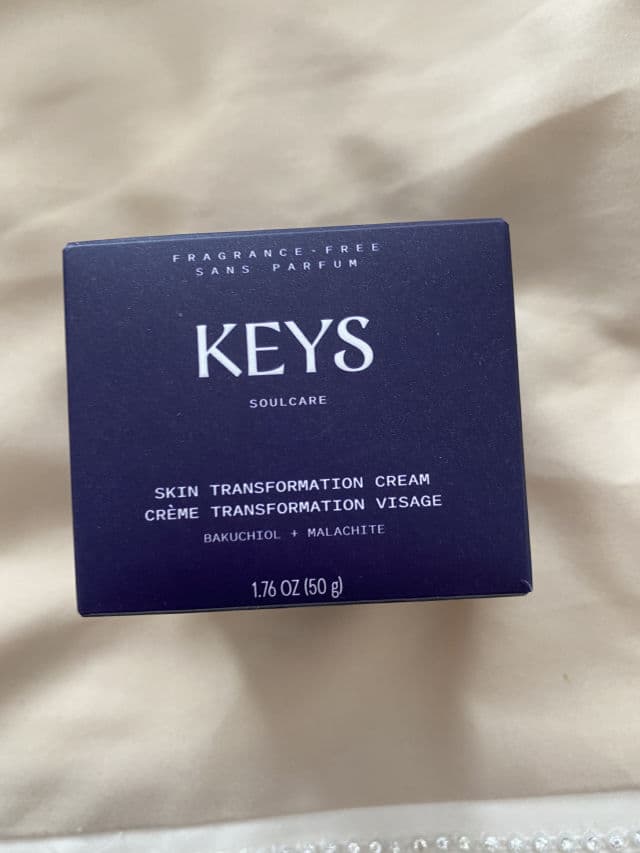 FRAGRANCE-FREE
SANS PARFUM
KEYS
SOULCARE
SKIN TRANSFORMATION CREAM
CRÈME TRANSFORMATION VISAGE
BAKUCHIOL + MALACHITE
1.76 OZ (50 g)